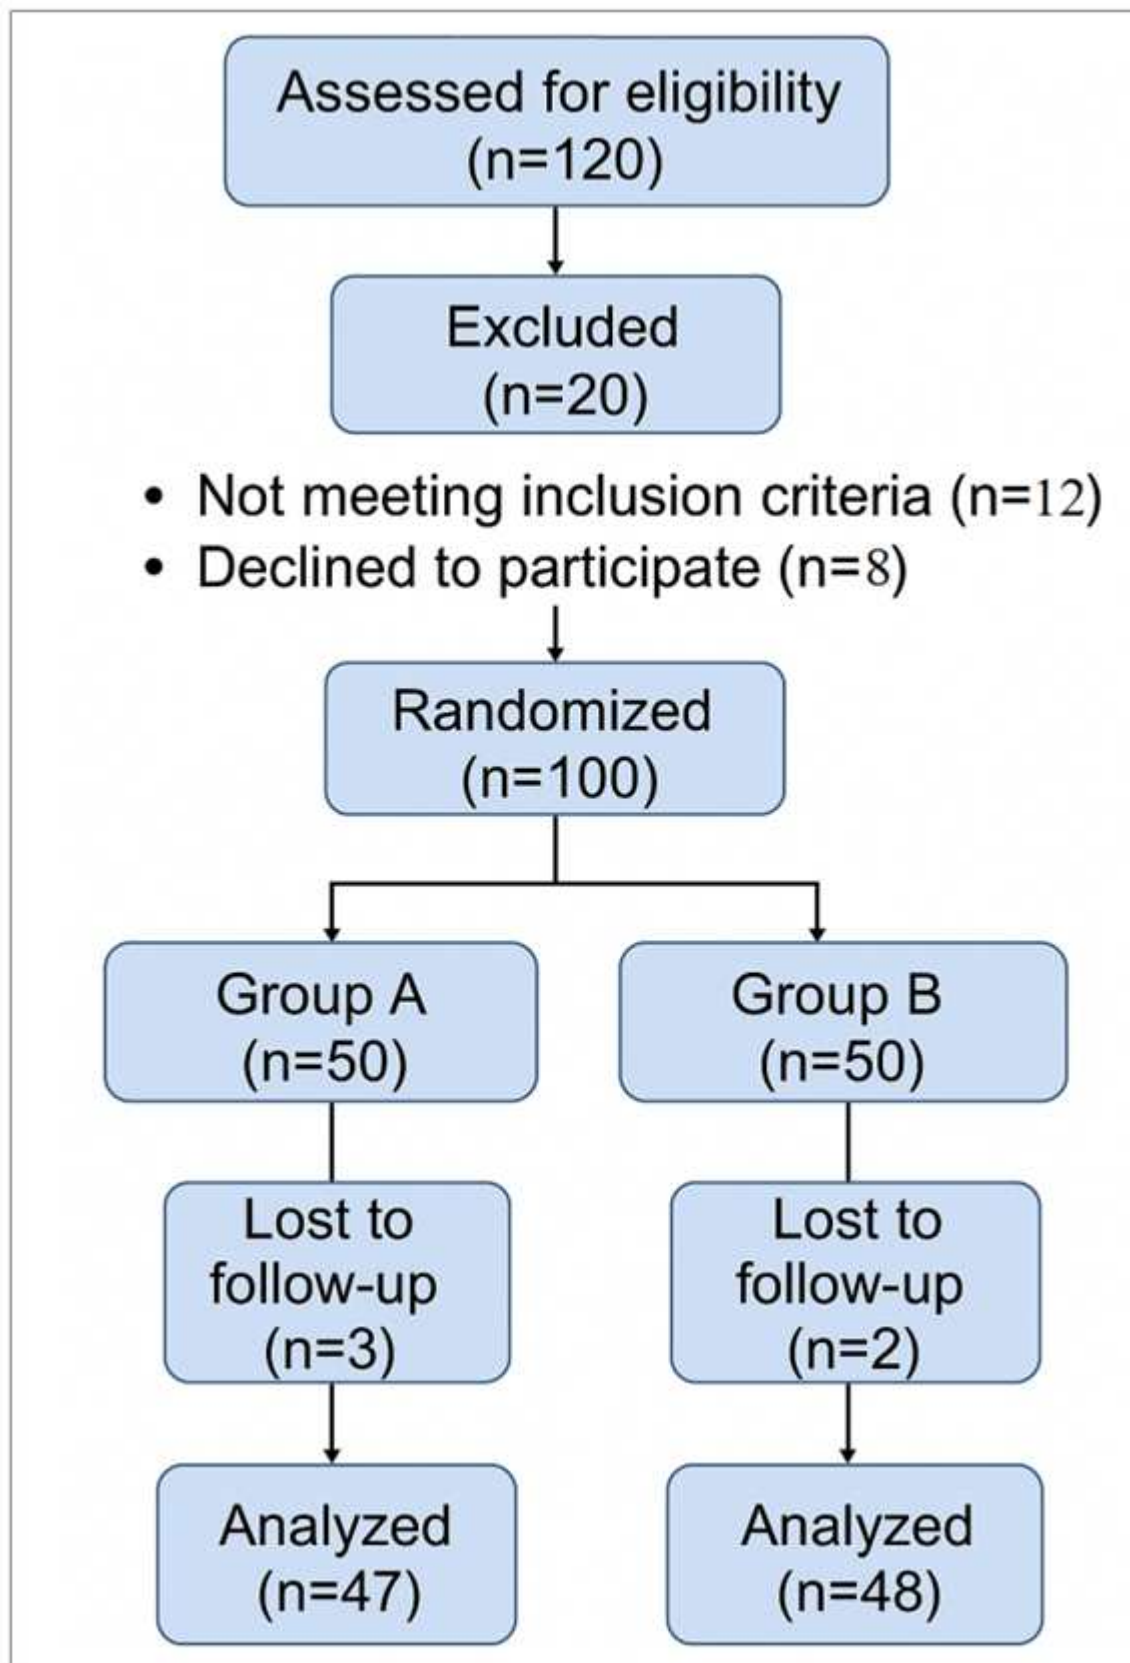 Assessed for eligibility
(n=120)
Excluded
(n=20)
• Not meeting inclusion criteria (n=12)
• Declined to participate (n=8)
Randomized
(n=100)
Group A
(n=50)
Group B
(n=50)
Lost to
follow-up
(n=3)
Lost to
follow-up
(n=2)
Analyzed
(n=47)
Analyzed
(n=48)